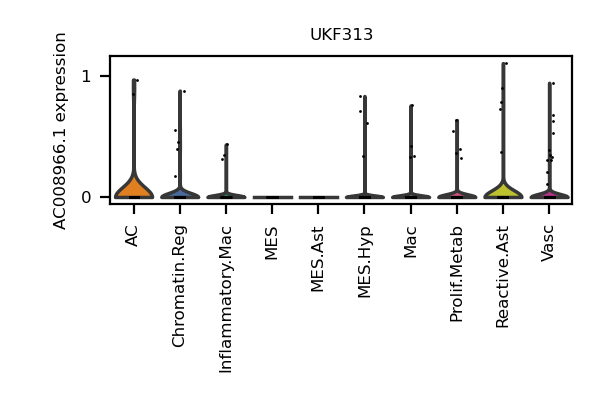 UKF313
AC008966.1 expression
1
0
AC
Chromatin.Reg
Inflammatory.Mac
MES
MES.Ast
MES.Hyp
Mac
Prolif.Metab
Reactive.Ast
Vasc